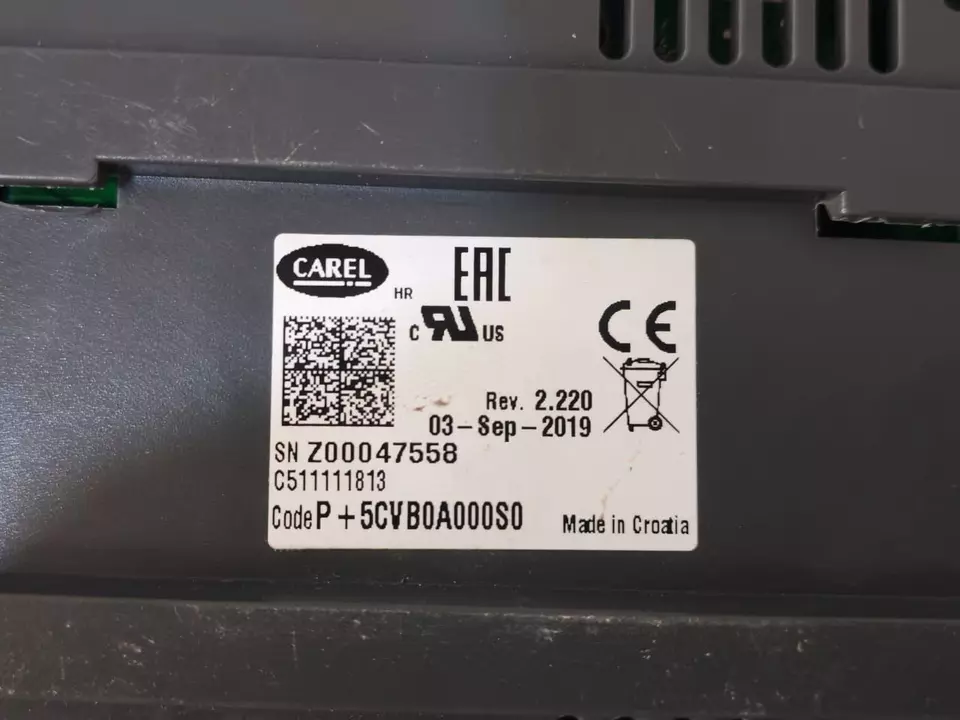 CAREL
HR
EAC
C RU US
CE
Rev. 2.220
03-Sep-2019
SN Z00047558
C511111813
Code P+5CVB0A000S0
Made in Croatia